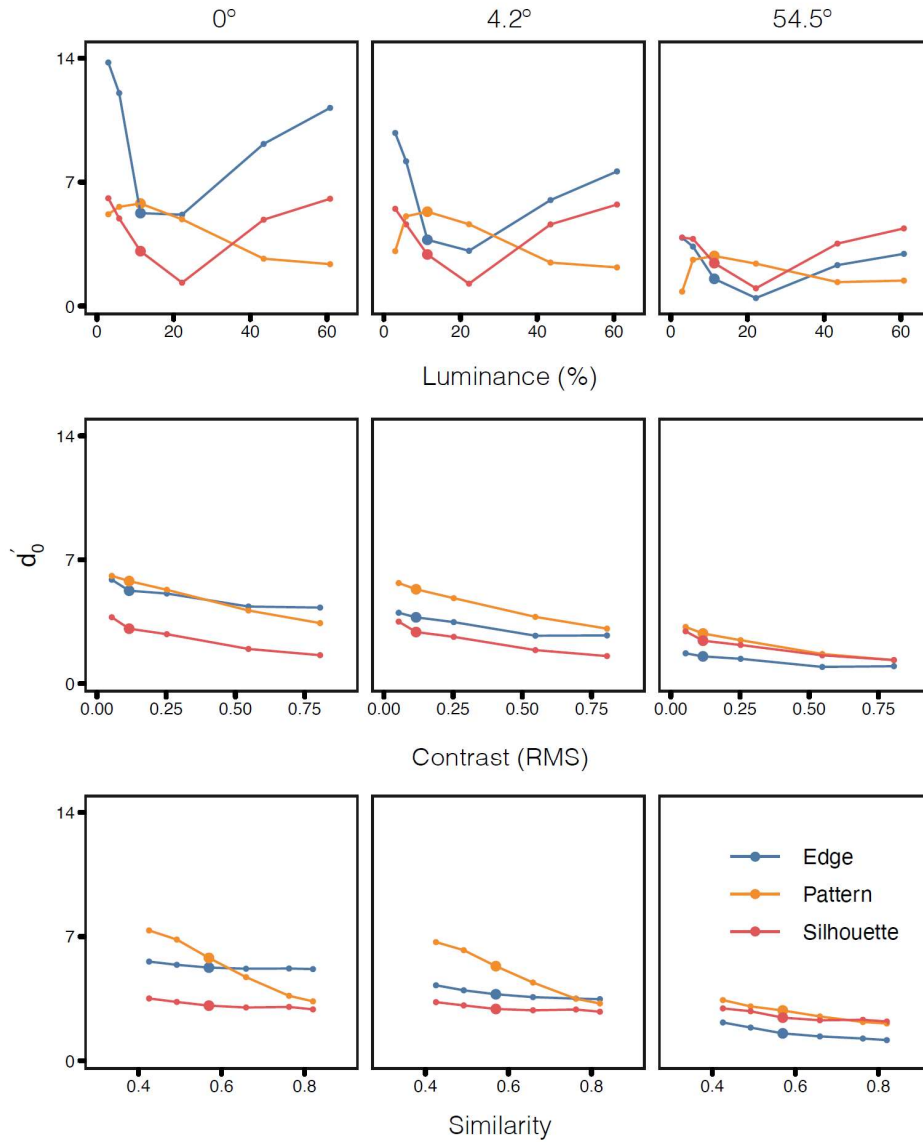 0° 4.2° 54.5°
14
7
0
0 20 40 60 0 20 40 60 0 20 40 60
Luminance (%)
14
7
0
d′0
0.00 0.25 0.50 0.75 0.00 0.25 0.50 0.75 0.00 0.25 0.50 0.75
Contrast (RMS)
14
Edge
Pattern
7
Silhouette
0
0.4 0.6 0.8 0.4 0.6 0.8 0.4 0.6 0.8
Similarity